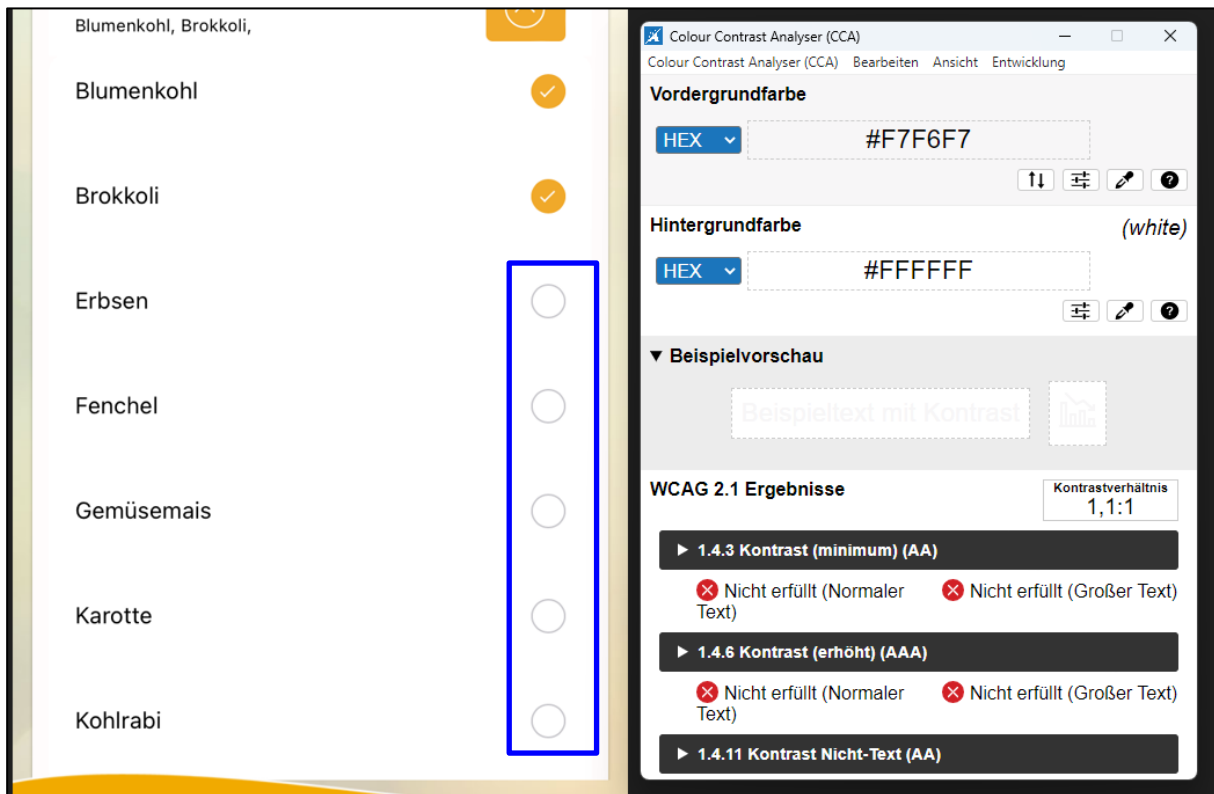 Blumenkohl, Brokkoli,
Blumenkohl
Brokkoli
Erbsen
Fenchel
Gemüsemais
Karotte
Kohlrabi
Colour Contrast Analyser (CCA)
Colour Contrast Analyser (CCA) Bearbeiten Ansicht Entwicklung
Vordergrundfarbe
HEX #F7F6F7
Hintergrundfarbe (white)
HEX #FFFFFF
▼ Beispielvorschau
Beispieltext mit Kontrast
WCAG 2.1 Ergebnisse
Kontrastverhältnis
1,1:1
▶ 1.4.3 Kontrast (minimum) (AA)
Nicht erfüllt (Normaler
Text)
Nicht erfüllt (Großer Text)
▶ 1.4.6 Kontrast (erhöht) (AAA)
Nicht erfüllt (Normaler
Text)
Nicht erfüllt (Großer Text)
▶ 1.4.11 Kontrast Nicht-Text (AA)